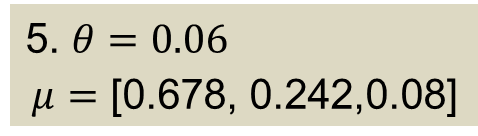 5. 𝜃 = 0.06
𝜇 = [0.678, 0.242,0.08]